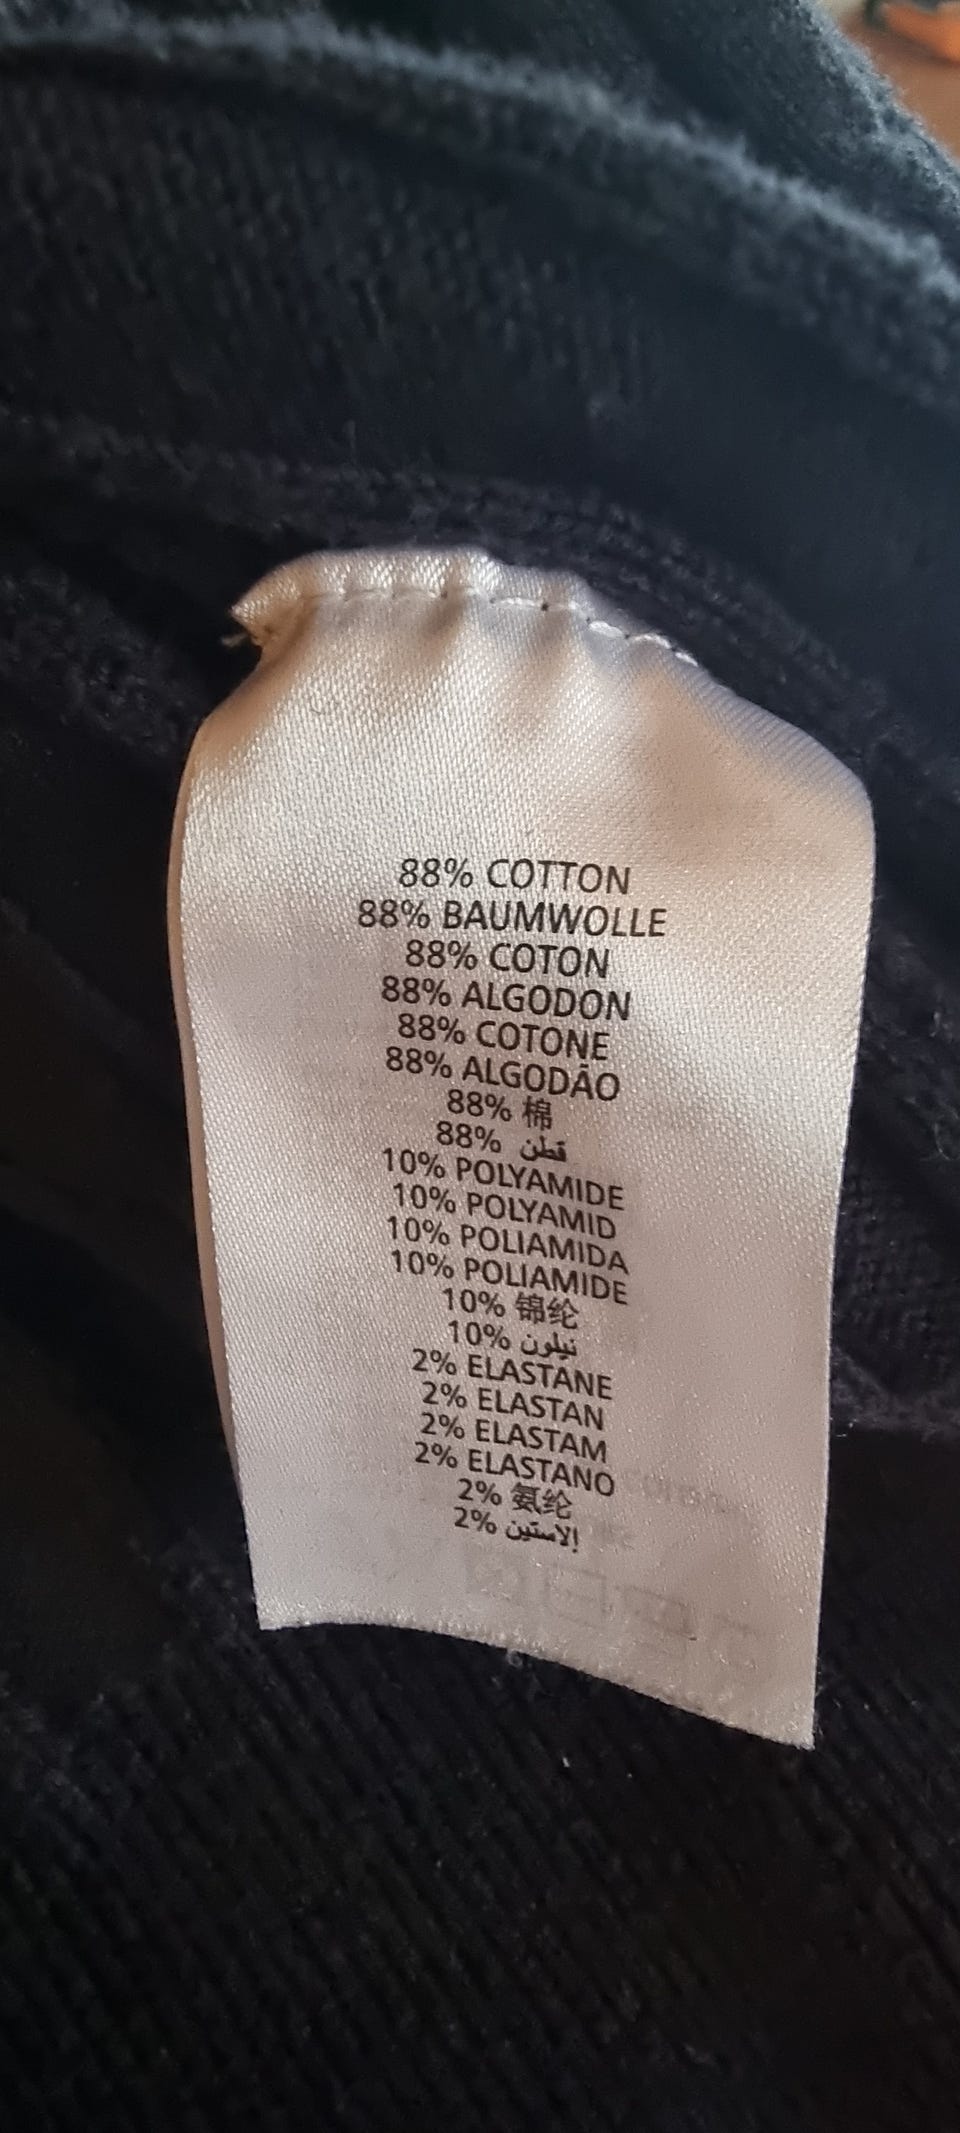 88% COTTON
88% BAUMWOLLE
88% COTON
88% ALGODON
88% COTONE
88% ALGODÃO
88% 棉
88% قطن
10% POLYAMIDE
10% POLYAMID
10% POLIAMIDA
10% POLIAMIDE
10% 锦纶
10% نيلون
2% ELASTANE
2% ELASTAN
2% ELASTAM
2% ELASTANO
2% 氨纶
2% الاستين